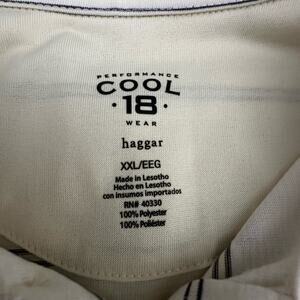 PERFORMANCE
COOL
· 18 ·
WEAR
haggar
XXL/EEG
Made in Lesotho
Hecho en Lesotho
con insumos importados
RN# 40330
100% Polyester
100% Poliéster